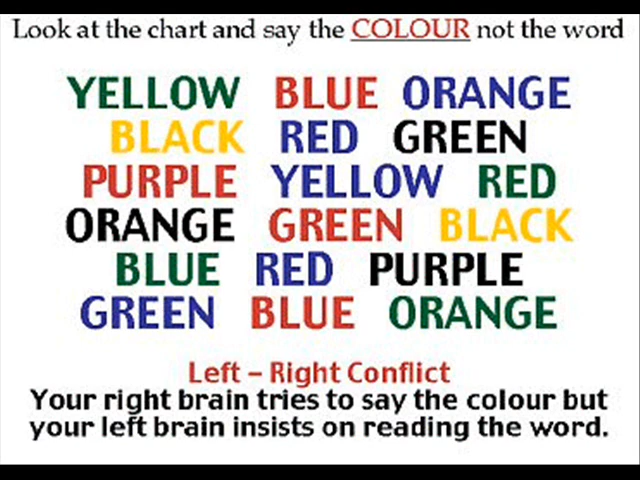 Look at the chart and say the COLOUR not the word
YELLOW BLUE ORANGE
BLACK RED GREEN
PURPLE YELLOW RED
ORANGE GREEN BLACK
BLUE RED PURPLE
GREEN BLUE ORANGE
Left – Right Conflict
Your right brain tries to say the colour but
your left brain insists on reading the word.